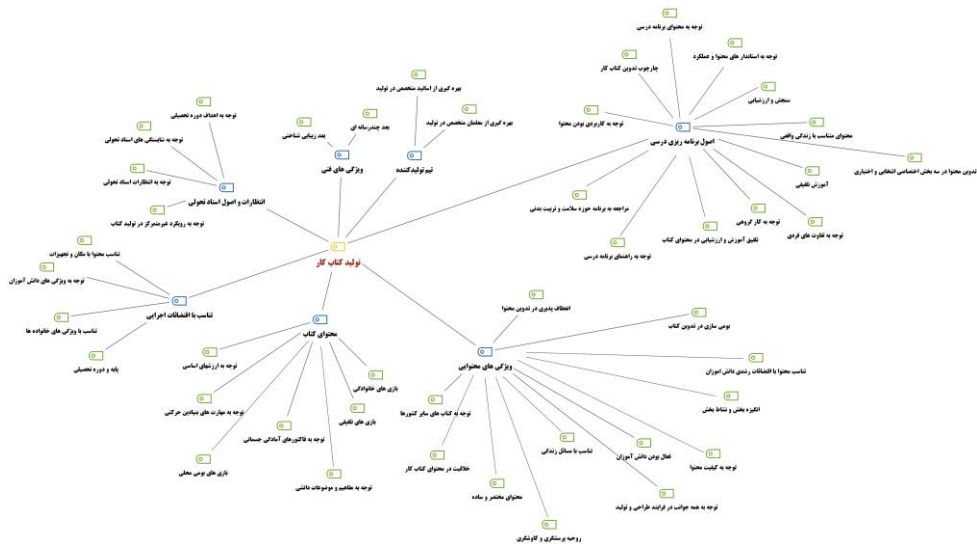 توجه به محتوای برنامه درسی
توجه به استاندارهای محتوا و عملکرد
چارچوب تدوین کتاب کار
سنجش و ارزشیابی
توجه به کاربردی بودن محتوا
محتوای متناسب با زندگی واقعی
اصول برنامه ریزی درسی
تدوین محتوا در سه بخش اختصاصی انتخابی و اختیاری
آموزش تلفیقی
مراجعه به برنامه حوزه سلامت و تربیت بدنی
توجه به کار گروهی
توجه به تفاوت های فردی
تلفیق آموزش و ارزشیابی در محتوای کتاب
توجه به راهنمای برنامه درسی
بهره گیری از اساتید متخصص در تولید
بهره گیری از معلمان متخصص در تولید
تیم تولیدکننده
بعد چندرسانه ای
بعد زیبایی شناختی
ویژگی های فنی
توجه به اهداف دوره تحصیلی
توجه به شایستگی های اسناد تحولی
توجه به انتظارات اسناد تحولی
انتظارات و اصول اسناد تحولی
توجه به رویکرد غیرمتمرکز در تولید کتاب
تولید کتاب کار
تناسب محتوا با مکان و تجهیزات
توجه به ویژگی های دانش آموزان
تناسب با اقتضائات اجرایی
تناسب با ویژگی های خانواده ها
پایه و دوره تحصیلی
محتوای کتاب
توجه به ارزشهای اساسی
بازی های خانوادگی
توجه به مهارت های بنیادین حرکتی
بازی های تلفیقی
توجه به فاکتورهای آمادگی جسمانی
بازی های بومی محلی
توجه به مفاهیم و موضوعات دانشی
انعطاف پذیری در تدوین محتوا
بومی سازی در تدوین کتاب
ویژگی های محتوایی
تناسب محتوا با اقتضائات رشدی دانش اموزان
انگیزه بخش و نشاط بخش
توجه به کتاب های سایر کشورها
تناسب با مسائل زندگی
فعال بودن دانش آموزان
توجه به کیفیت محتوا
خلاقیت در محتوای کتاب کار
محتوای مختصر و ساده
توجه به همه جوانب در فرایند طراحی و تولید
روحیه پرسشگری و کاوشگری